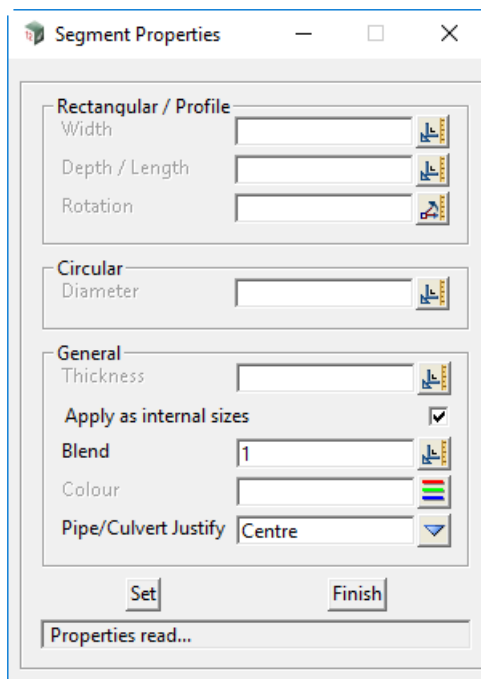 Segment Properties
Rectangular / Profile
Width
Depth / Length
Rotation
Circular
Diameter
General
Thickness
Apply as internal sizes
Blend 1
Colour
Pipe/Culvert Justify Centre
Set Finish
Properties read...